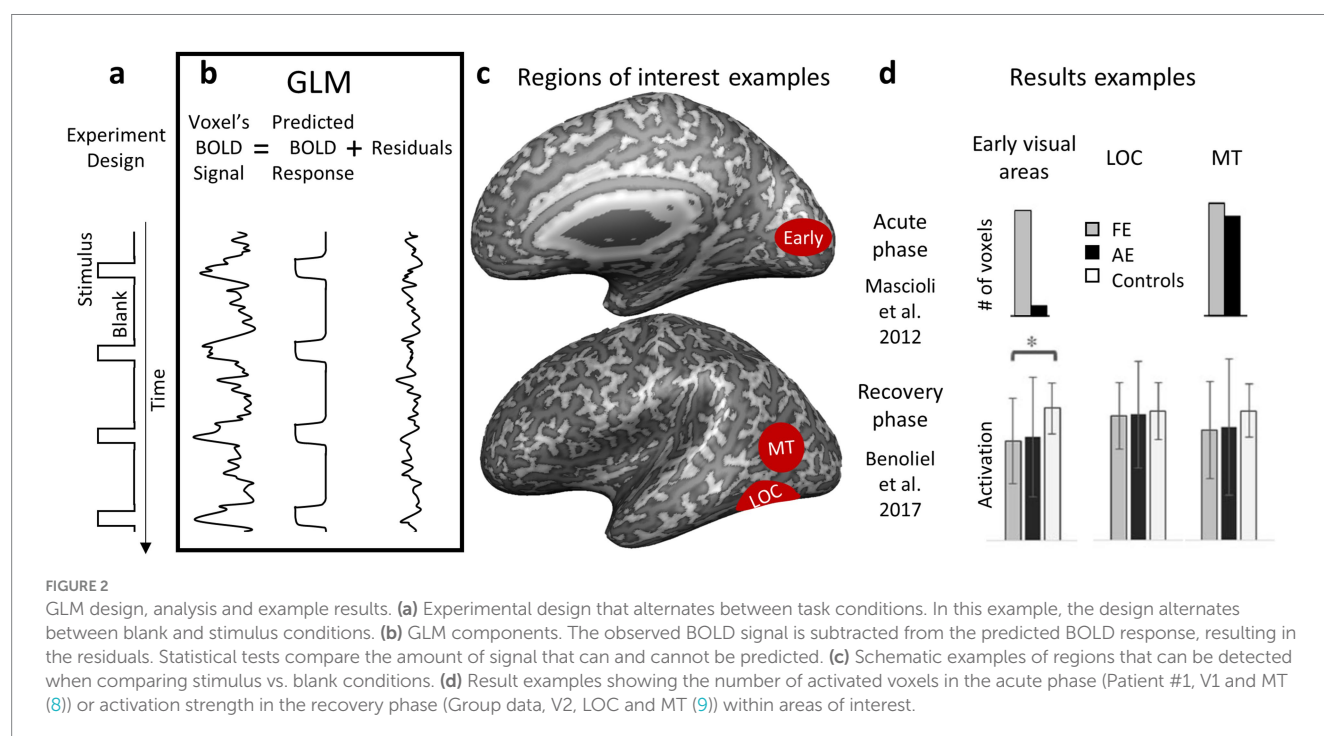 a
Experiment
Design
Stimulus
Blank
Time
b
GLM
Voxel's
BOLD
Signal
=
Predicted
BOLD
Response
+
Residuals
c Regions of interest examples
Early
MT
LOC
d Results examples
Early visual
areas
LOC
MT
Acute
phase
Mascioli
et al.
2012
# of voxels
FE
AE
Controls
Recovery
phase
Benoliel
et al.
2017
Activation
*
FIGURE 2
GLM design, analysis and example results. (a) Experimental design that alternates between task conditions. In this example, the design alternates
between blank and stimulus conditions. (b) GLM components. The observed BOLD signal is subtracted from the predicted BOLD response, resulting in
the residuals. Statistical tests compare the amount of signal that can and cannot be predicted. (c) Schematic examples of regions that can be detected
when comparing stimulus vs. blank conditions. (d) Result examples showing the number of activated voxels in the acute phase (Patient #1, V1 and MT
(8)) or activation strength in the recovery phase (Group data, V2, LOC and MT (9)) within areas of interest.